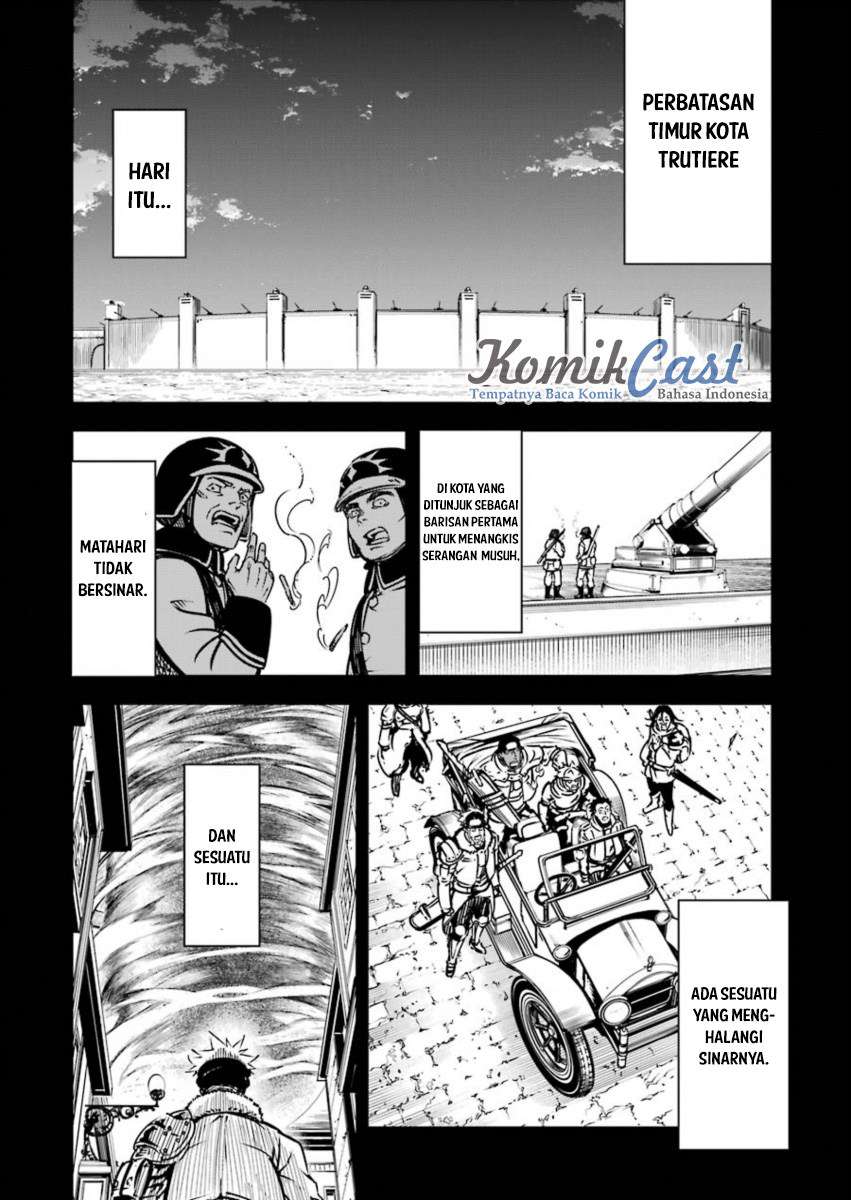 PERBATASAN
TIMUR KOTA
TRUTIERE
HARI
ITU...
KomikCast
Tempatnya Baca Komik Bahasa Indonesia
DI KOTA YANG
DITUNJUK SEBAGAI
BARISAN PERTAMA
UNTUK MENANGKIS
SERANGAN MUSUH,
MATAHARI
TIDAK
BERSINAR.
ADA SESUATU
YANG MENG-
HALANGI
SINARNYA.
DAN
SESUATU
ITU...